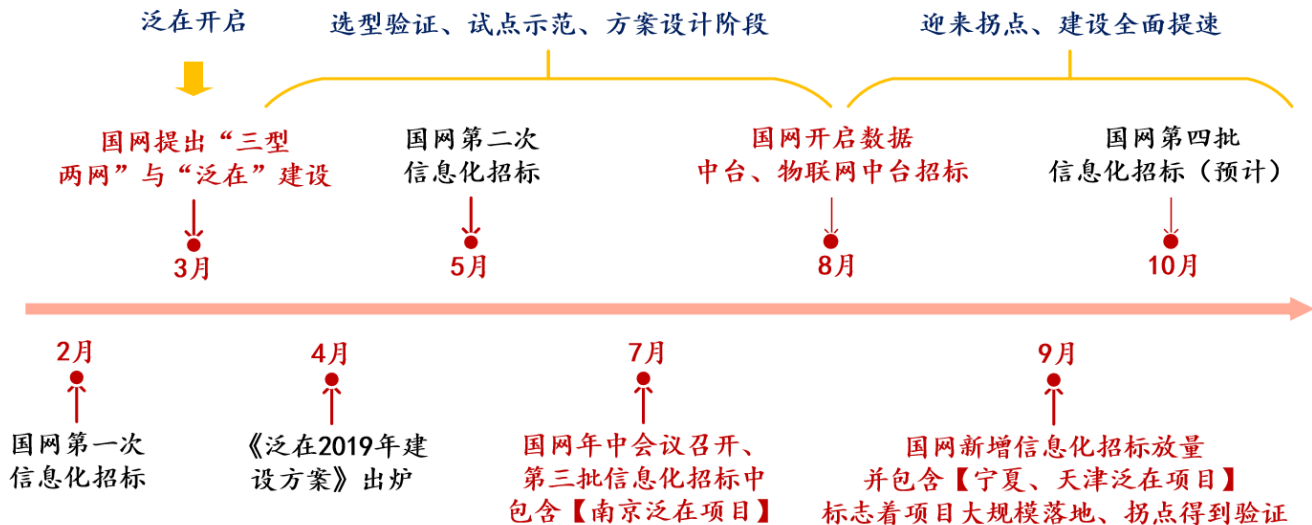 泛在开启
选型验证、试点示范、方案设计阶段
迎来拐点、建设全面提速
国网提出“三型
两网”与“泛在”建设
国网第二次
信息化招标
国网开启数据
中台、物联网中台招标
国网第四批
信息化招标（预计）
3月
5月
8月
10月
2月
4月
7月
9月
国网第一次
信息化招标
《泛在2019年建
设方案》出炉
国网年中会议召开、
第三批信息化招标中
包含【南京泛在项目】
国网新增信息化招标放量
并包含【宁夏、天津泛在项目】
标志着项目大规模落地、拐点得到验证